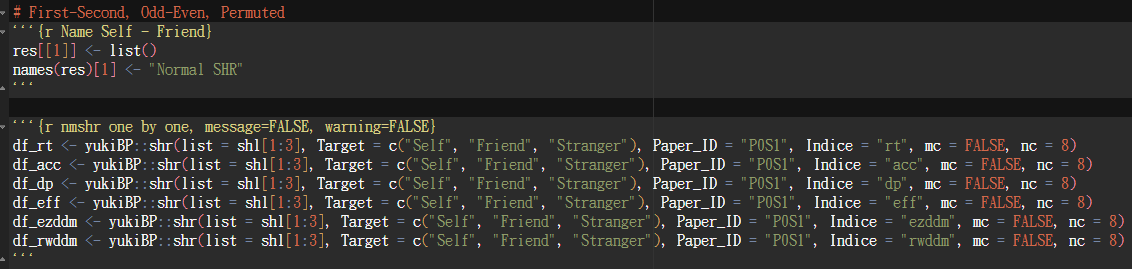 # First-Second, Odd-Even, Permuted
```{r Name Self - Friend}
res[[1]] <- list()
names(res)[1] <- "Normal SHR"
```
```{r nmshr one by one, message=FALSE, warning=FALSE}
df_rt <- yukiBP::shr(list = shl[1:3], Target = c("Self", "Friend", "Stranger"), Paper_ID = "P0S1", Indice = "rt", mc = FALSE, nc = 8)
df_acc <- yukiBP::shr(list = shl[1:3], Target = c("Self", "Friend", "Stranger"), Paper_ID = "P0S1", Indice = "acc", mc = FALSE, nc = 8)
df_dp <- yukiBP::shr(list = shl[1:3], Target = c("Self", "Friend", "Stranger"), Paper_ID = "P0S1", Indice = "dp", mc = FALSE, nc = 8)
df_eff <- yukiBP::shr(list = shl[1:3], Target = c("Self", "Friend", "Stranger"), Paper_ID = "P0S1", Indice = "eff", mc = FALSE, nc = 8)
df_ezddm <- yukiBP::shr(list = shl[1:3], Target = c("Self", "Friend", "Stranger"), Paper_ID = "P0S1", Indice = "ezddm", mc = FALSE, nc = 8)
df_rwddm <- yukiBP::shr(list = shl[1:3], Target = c("Self", "Friend", "Stranger"), Paper_ID = "P0S1", Indice = "rwddm", mc = FALSE, nc = 8)
```